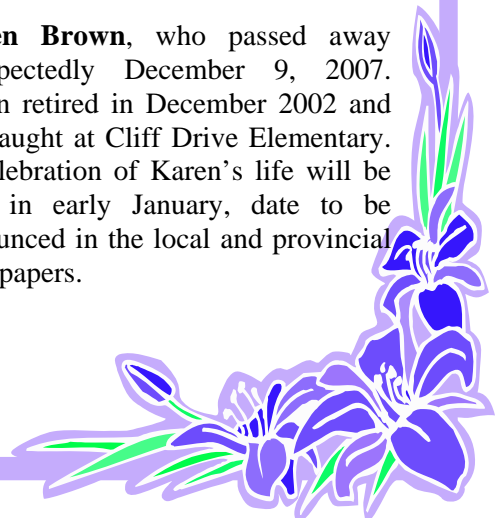 en Brown, who passed away
pectedly December 9, 2007.
n retired in December 2002 and
aught at Cliff Drive Elementary.
lebration of Karen’s life will be
in early January, date to be
unced in the local and provincial
papers.